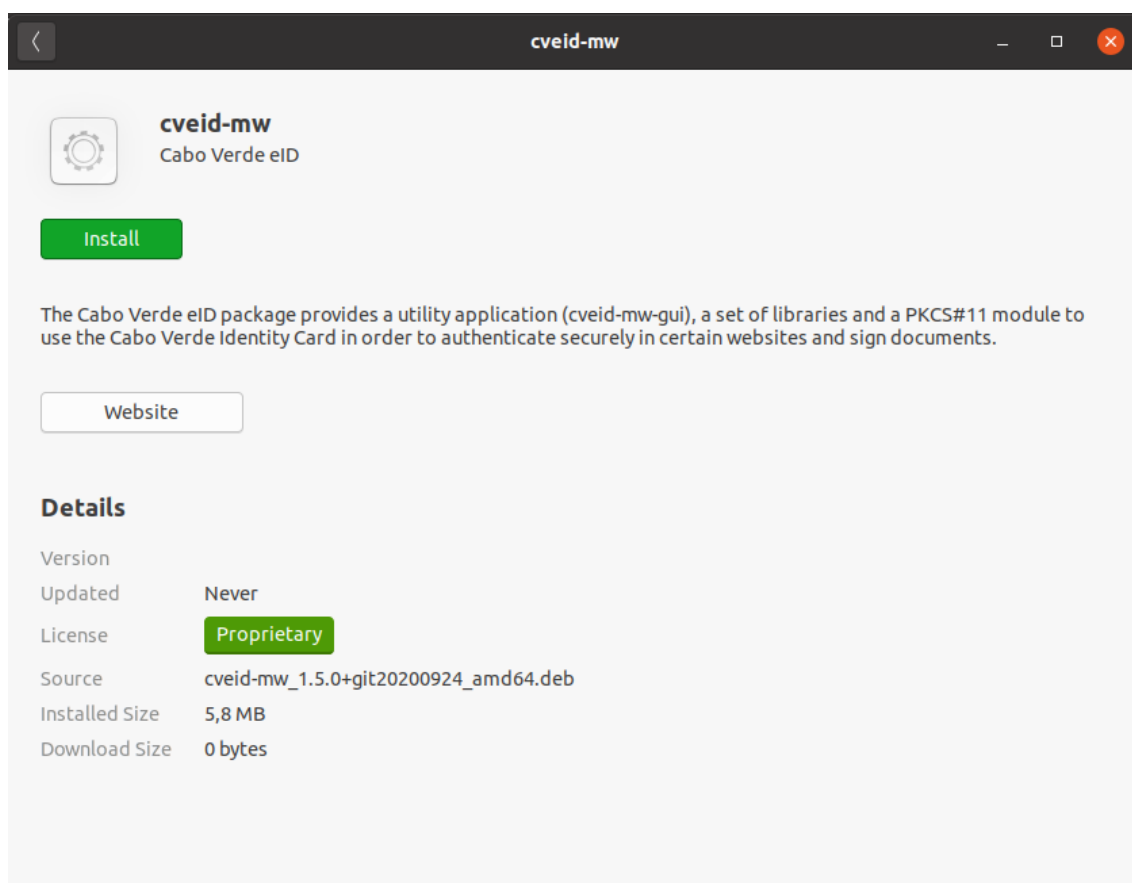 cveid-mw
cveid-mw
Cabo Verde eID
Install
The Cabo Verde eID package provides a utility application (cveid-mw-gui), a set of libraries and a PKCS#11 module to
use the Cabo Verde Identity Card in order to authenticate securely in certain websites and sign documents.
Website
Details
Version
Updated Never
License Proprietary
Source cveid-mw_1.5.0+git20200924_amd64.deb
Installed Size 5,8 MB
Download Size 0 bytes